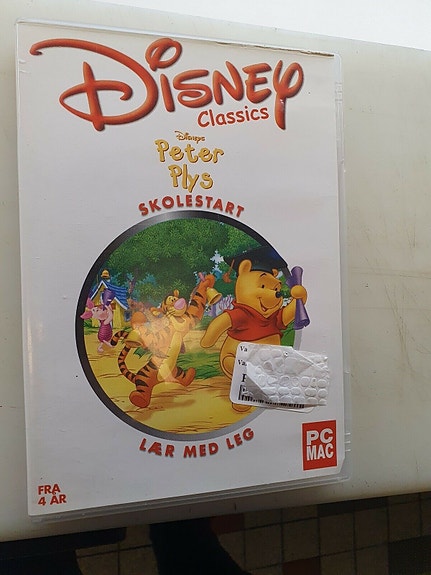 Disney
Classics
Disney's
Peter
Plys
SKOLESTART
LÆR MED LEG
PC
MAC
FRA
4 ÅR